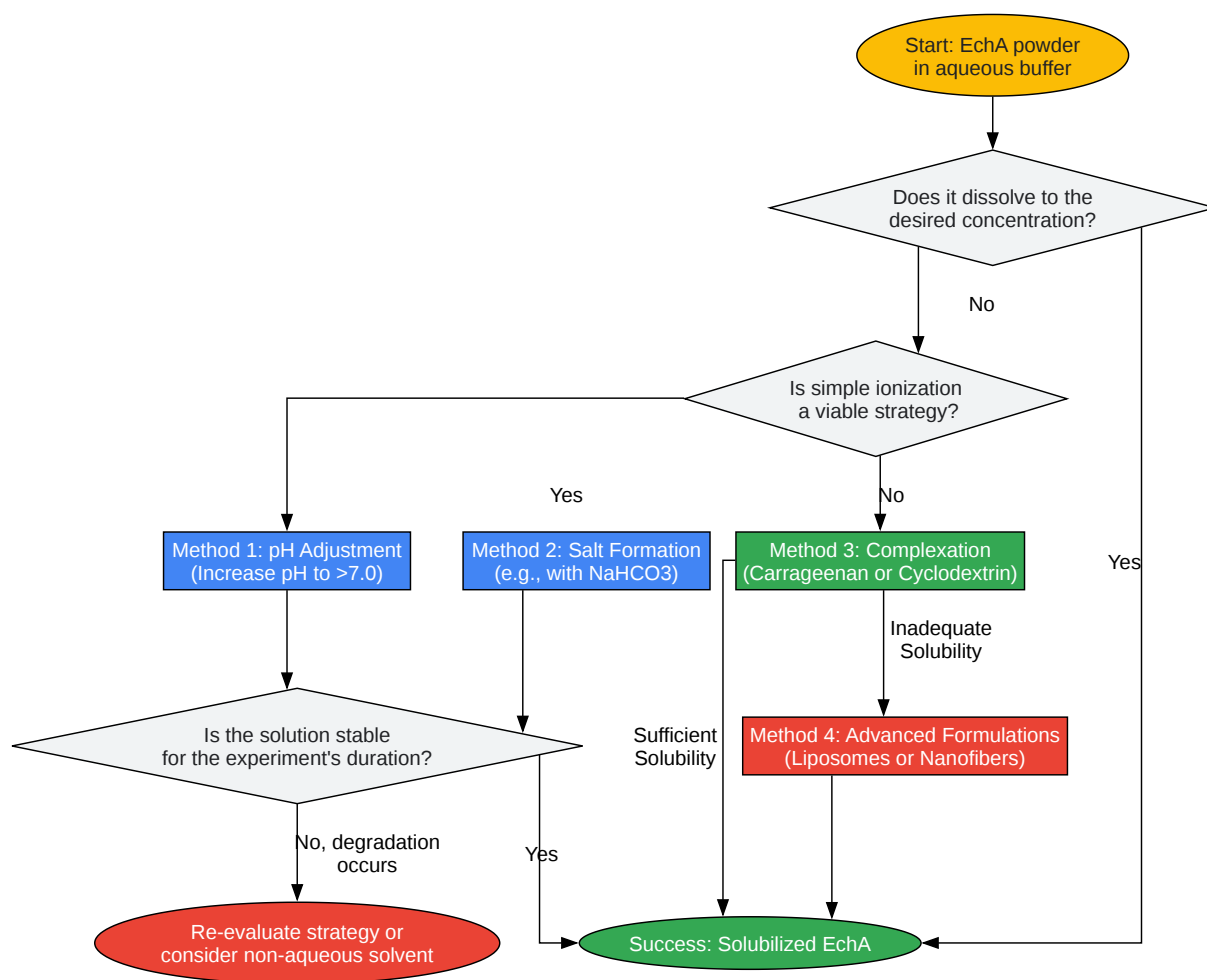 Start: EchA powder
in aqueous buffer
Does it dissolve to the
desired concentration?
No
Is simple ionization
a viable strategy?
Yes
No
Method 1: pH Adjustment
(Increase pH to >7.0)
Method 2: Salt Formation
(e.g., with NaHCO3)
Method 3: Complexation
(Carrageenan or Cyclodextrin)
Yes
Inadequate
Solubility
Is the solution stable
for the experiment's duration?
Sufficient
Solubility
Method 4: Advanced Formulations
(Liposomes or Nanofibers)
No, degradation
occurs
Yes
Re-evaluate strategy or
consider non-aqueous solvent
Success: Solubilized EchA